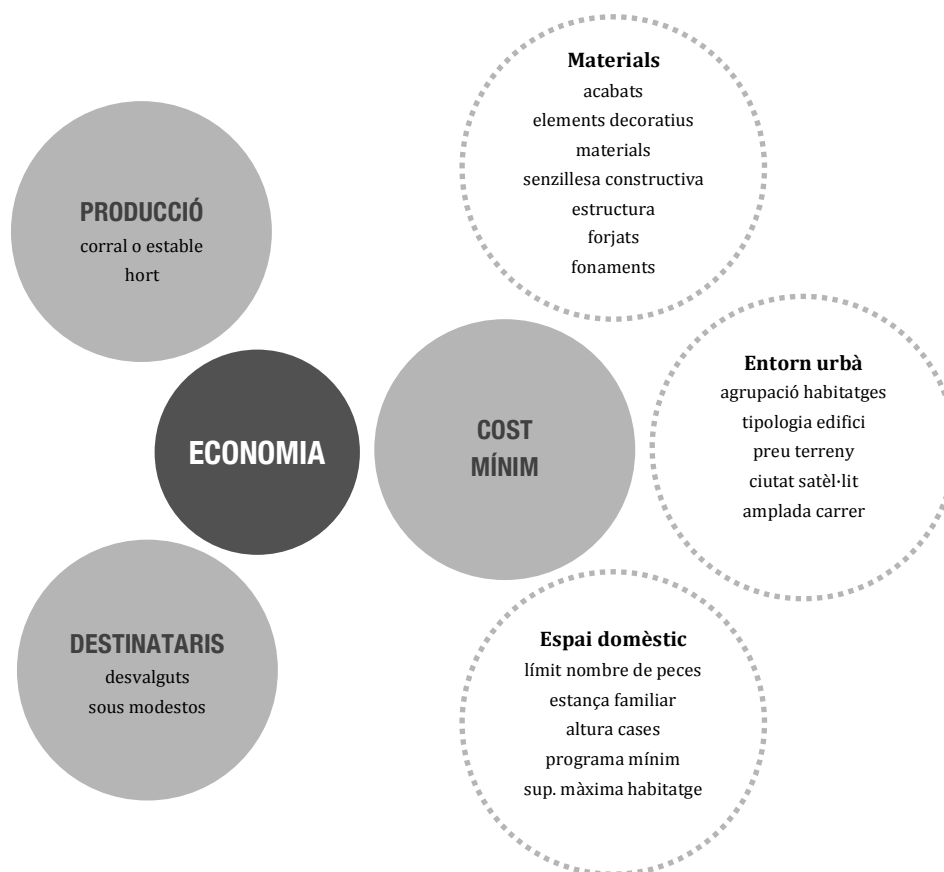 PRODUCCIÓ
corral o estable
hort
ECONOMIA
DESTINATARIS
desvalguts
sous modestos
COST
MÍNIM
Materials
acabats
elements decoratius
materials
senzillesa constructiva
estructura
forjats
fonaments
Entorn urbà
agrupació habitatges
tipologia edifici
preu terreny
ciutat satèl·lit
amplada carrer
Espai domèstic
límit nombre de peces
estança familiar
altura cases
programa mínim
sup. màxima habitatge